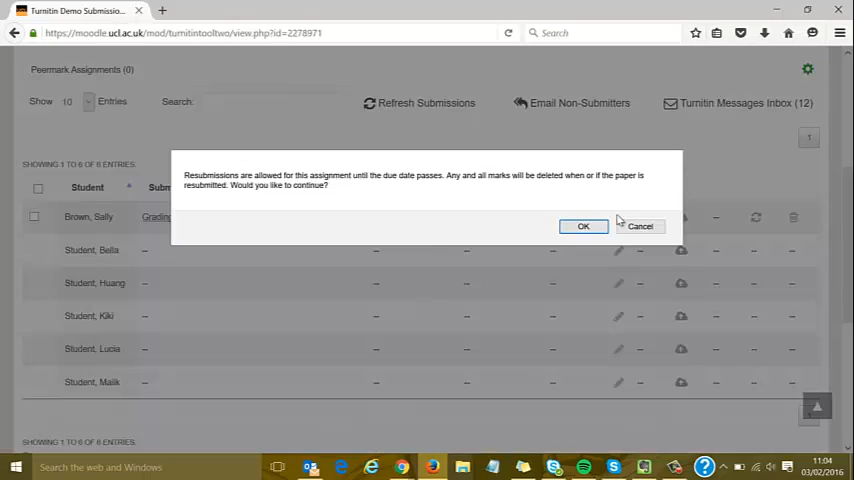 Turnitin Demo Submissio...
https://moodle.ucl.ac.uk/mod/turnitintooltwo/view.php?id=2278971
Search
Peermark Assignments (0)
Show 10 Entries Search: Refresh Submissions Email Non-Submitters Turnitin Messages Inbox (12)
1
SHOWING 1 TO 6 OF 6 ENTRIES.
Student Subm
Resubmissions are allowed for this assignment until the due date passes. Any and all marks will be deleted when or if the paper is
resubmitted. Would you like to continue?
OK Cancel
Brown, Sally Grading --
Student, Bella -- -- -- -- -- -- --
Student, Huang -- -- -- -- -- -- --
Student, Kiki -- -- -- -- -- -- --
Student, Lucia -- -- -- -- -- -- --
Student, Malik -- -- -- -- -- -- --
SHOWING 1 TO 6 OF 6 ENTRIES.
Search the web and Windows
11:04
03/02/2016